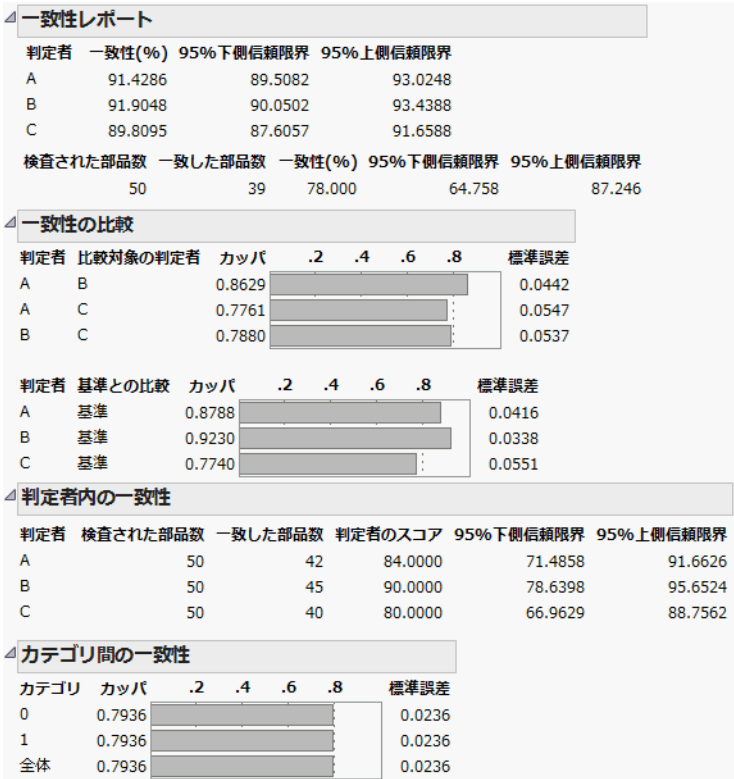 一致性レポート
判定者 一致性(%) 95%下側信頼限界 95%上側信頼限界
A 91.4286 89.5082 93.0248
B 91.9048 90.0502 93.4388
C 89.8095 87.6057 91.6588
検査された部品数 一致した部品数 一致性(%) 95%下側信頼限界 95%上側信頼限界
50 39 78.000 64.758 87.246
一致性の比較
判定者 比較対象の判定者 カッパ .2 .4 .6 .8 標準誤差
A B 0.8629 0.0442
A C 0.7761 0.0547
B C 0.7880 0.0537
判定者 基準との比較 カッパ .2 .4 .6 .8 標準誤差
A 基準 0.8788 0.0416
B 基準 0.9230 0.0338
C 基準 0.7740 0.0551
判定者内の一致性
判定者 検査された部品数 一致した部品数 判定者のスコア 95%下側信頼限界 95%上側信頼限界
A 50 42 84.0000 71.4858 91.6626
B 50 45 90.0000 78.6398 95.6524
C 50 40 80.0000 66.9629 88.7562
カテゴリ間の一致性
カテゴリ カッパ .2 .4 .6 .8 標準誤差
0 0.7936 0.0236
1 0.7936 0.0236
全体 0.7936 0.0236